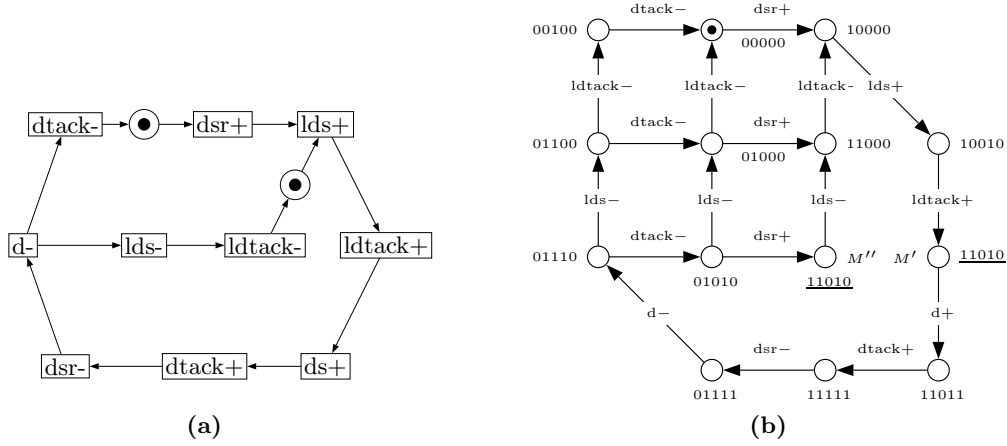 dtack-
dsr+
lds+
d-
lds-
ldtack-
ldtack+
dsr-
dtack+
ds+
(a)
00100 dtack− dsr+ 10000
00000
ldtack− ldtack− ldtack- lds+
01100 dtack− dsr+ 11000 10010
01000
lds− lds− lds− ldtack+
01110 dtack− dsr+ M′′ M′ 11010
01010 11010
d− d+
dsr− dtack+
01111 11111 11011
(b)